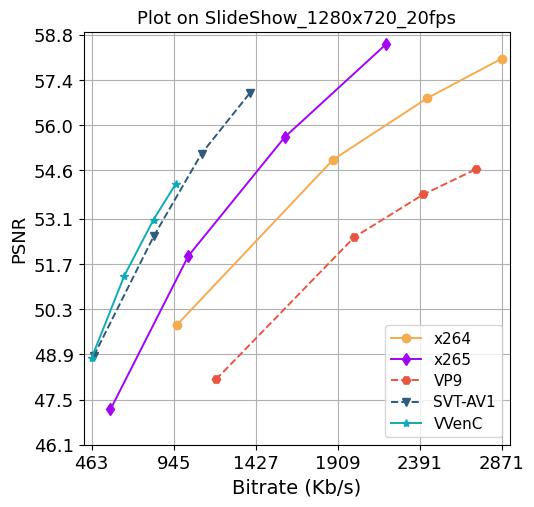 Plot on SlideShow_1280x720_20fps
58.8
57.4
56.0
54.6
53.1
51.7
50.3
48.9
47.5
46.1
PSNR
x264
x265
VP9
SVT-AV1
VVenC
463 945 1427 1909 2391 2871
Bitrate (Kb/s)